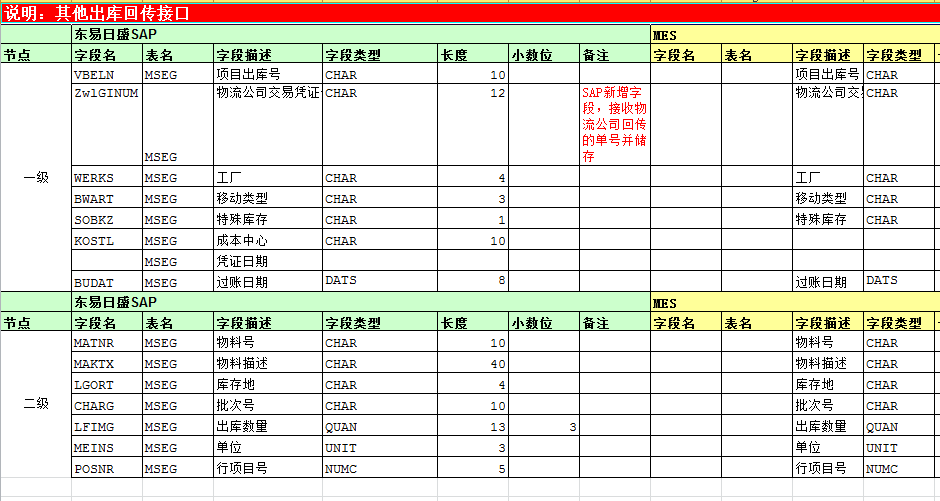 说明：其他出库回传接口
东易日盛SAP MES
节点 字段名 表名 字段描述 字段类型 长度 小数位 备注 字段名 表名 字段描述 字段类型
一级
VBELN MSEG 项目出库号 CHAR 10 项目出库号 CHAR
ZwlGINUM MSEG 物流公司交易凭证 CHAR 12 物流公司交 CHAR
SAP新增字
段，接收物
流公司回传
的单号并储
存
WERKS MSEG 工厂 CHAR 4 工厂 CHAR
BWART MSEG 移动类型 CHAR 3 移动类型 CHAR
SOBKZ MSEG 特殊库存 CHAR 1 特殊库存 CHAR
KOSTL MSEG 成本中心 CHAR 10
MSEG 凭证日期
BUDAT MSEG 过账日期 DATS 8 过账日期 DATS
东易日盛SAP MES
节点 字段名 表名 字段描述 字段类型 长度 小数位 备注 字段名 表名 字段描述 字段类型
二级
MATNR MSEG 物料号 CHAR 10 物料号 CHAR
MAKTX MSEG 物料描述 CHAR 40 物料描述 CHAR
LGORT MSEG 库存地 CHAR 4 库存地 CHAR
CHARG MSEG 批次号 CHAR 10 批次号 CHAR
LFIMG MSEG 出库数量 QUAN 13 3 出库数量 QUAN
MEINS MSEG 单位 UNIT 3 单位 UNIT
POSNR MSEG 行项目号 NUMC 5 行项目号 NUMC